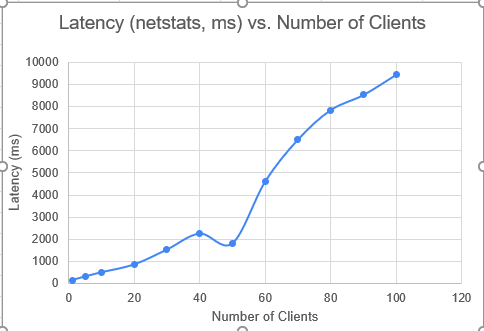 Latency (netstats, ms) vs. Number of Clients
10000
9000
8000
7000
6000
5000
4000
3000
2000
1000
0
Latency (ms)
0 20 40 60 80 100 120
Number of Clients